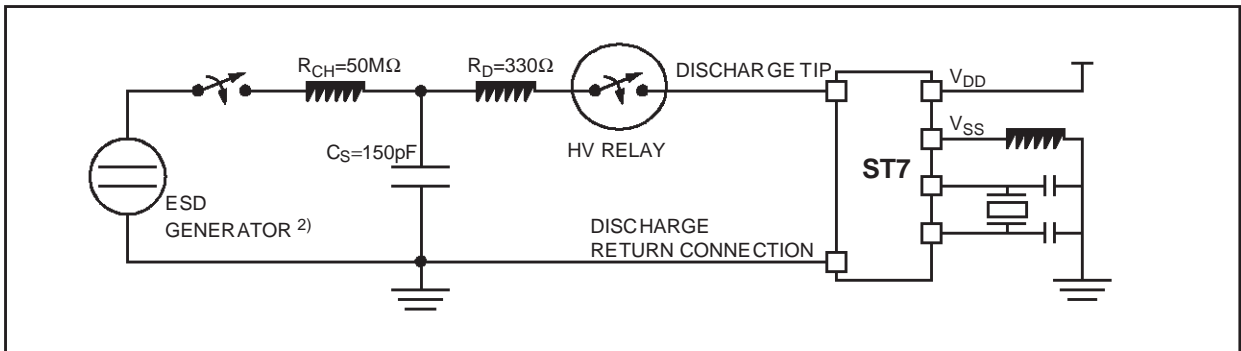 R_CH=50MΩ
R_D=330Ω
DISCHARGE TIP
V_DD
V_SS
HV RELAY
C_S=150pF
ST7
ESD
GENERATOR 2)
DISCHARGE
RETURN CONNECTION